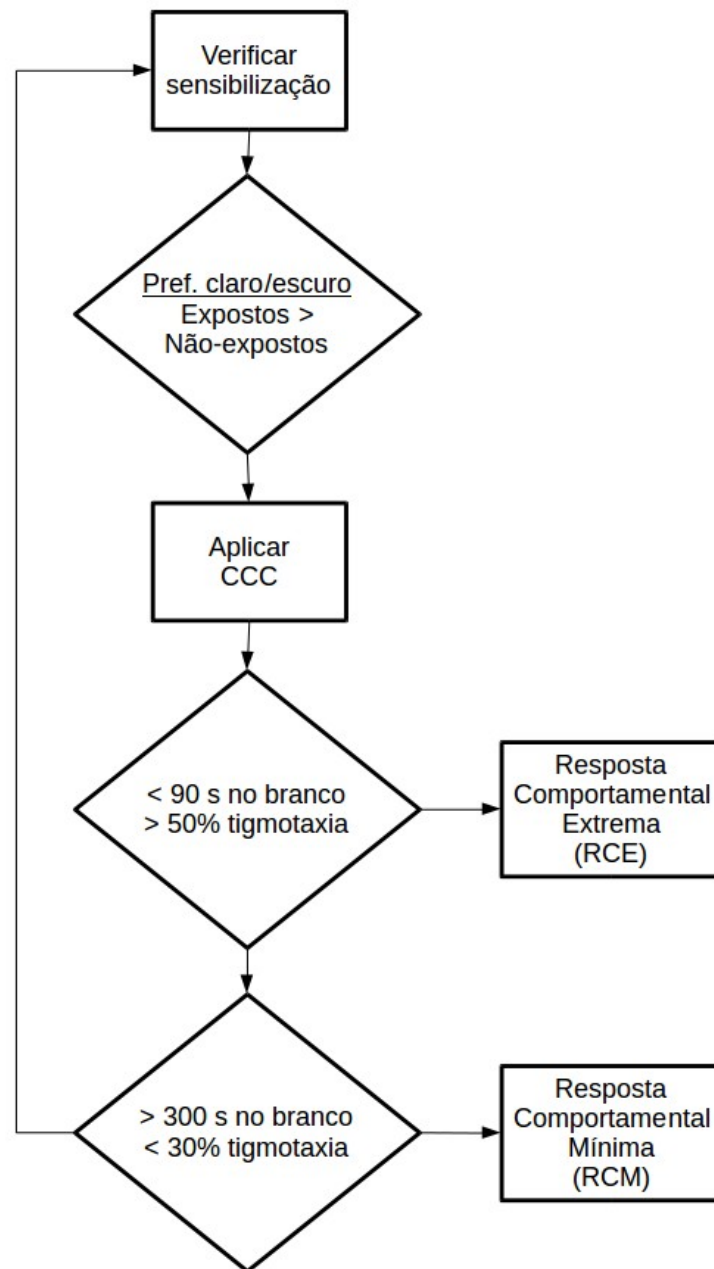 Verificar
sensibilização
Pref. claro/escuro
Expostos >
Não-expostos
Aplicar
CCC
< 90 s no branco
> 50% tigmotaxia
Resposta
Comportamental
Extrema
(RCE)
> 300 s no branco
< 30% tigmotaxia
Resposta
Comportamental
Mínima
(RCM)